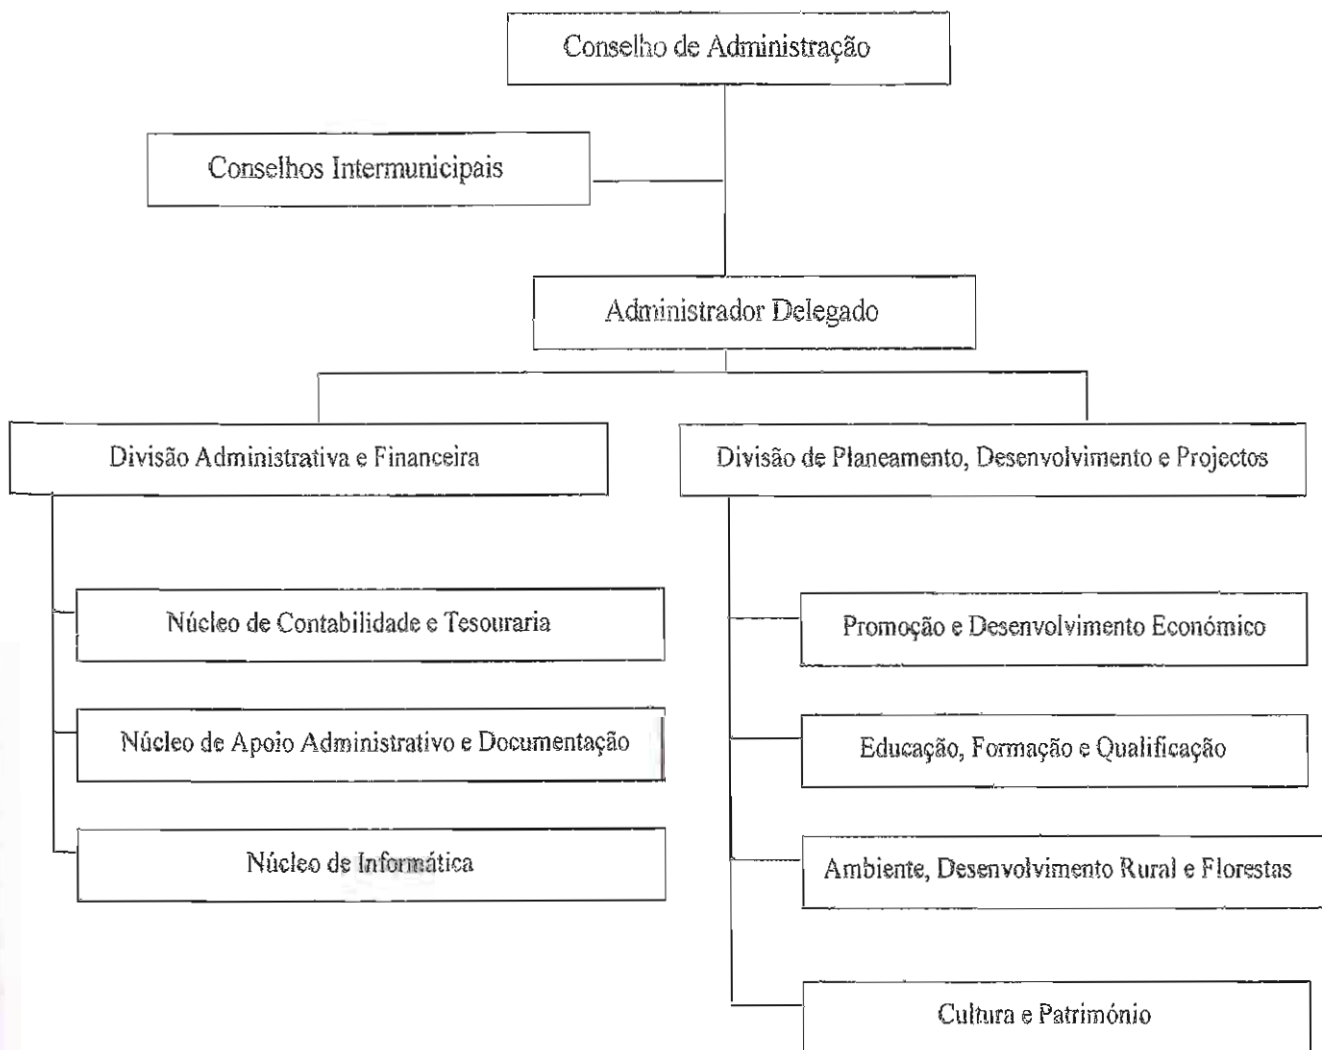 Conselho de Administração
Conselhos Intermunicipais
Administrador Delegado
Divisão Administrativa e Financeira
Divisão de Planeamento, Desenvolvimento e Projectos
Núcleo de Contabilidade e Tesouraria
Promoção e Desenvolvimento Económico
Núcleo de Apoio Administrativo e Documentação
Educação, Formação e Qualificação
Núcleo de Informática
Ambiente, Desenvolvimento Rural e Florestas
Cultura e Património